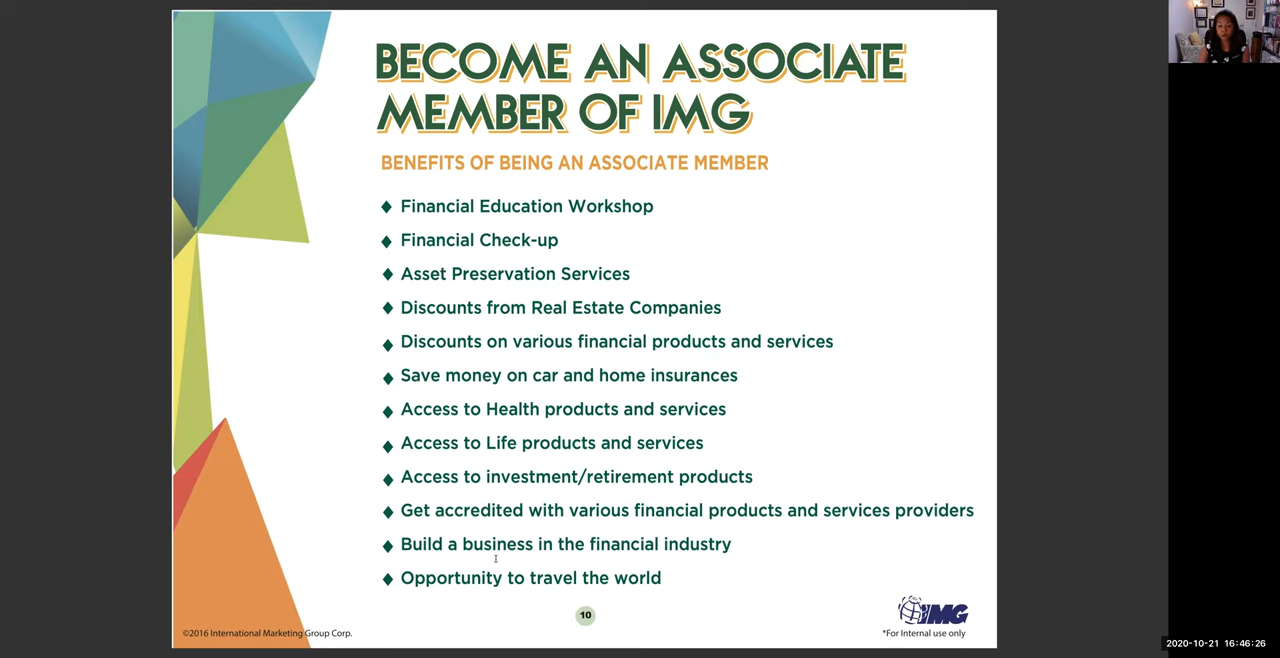 BECOME AN ASSOCIATE
MEMBER OF IMG
BENEFITS OF BEING AN ASSOCIATE MEMBER
Financial Education Workshop
Financial Check-up
Asset Preservation Services
Discounts from Real Estate Companies
Discounts on various financial products and services
Save money on car and home insurances
Access to Health products and services
Access to Life products and services
Access to investment/retirement products
Get accredited with various financial products and services providers
Build a business in the financial industry
Opportunity to travel the world
10
IMG
©2016 International Marketing Group Corp.
*For Internal use only
2020-10-21 16:46:26